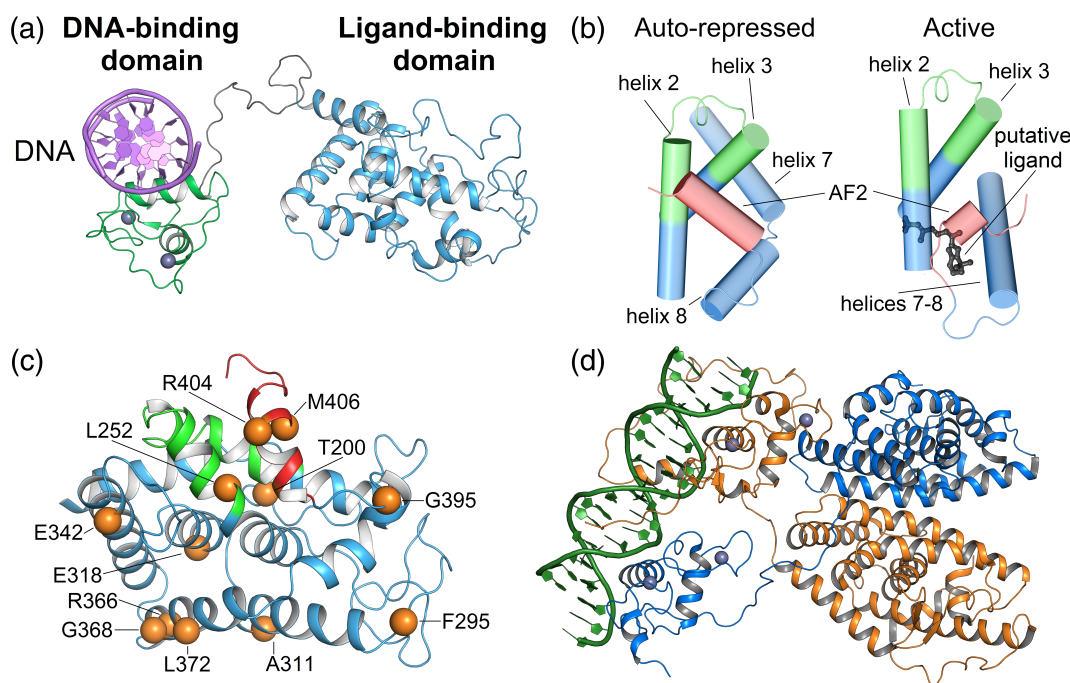 (a)
DNA-binding
domain
Ligand-binding
domain
DNA
(b)
Auto-repressed
Active
helix 2
helix 3
helix 7
AF2
helix 8
helix 2
helix 3
putative
ligand
helices 7-8
(c)
R404
M406
L252
T200
G395
E342
E318
R366
G368
L372
A311
F295
(d)